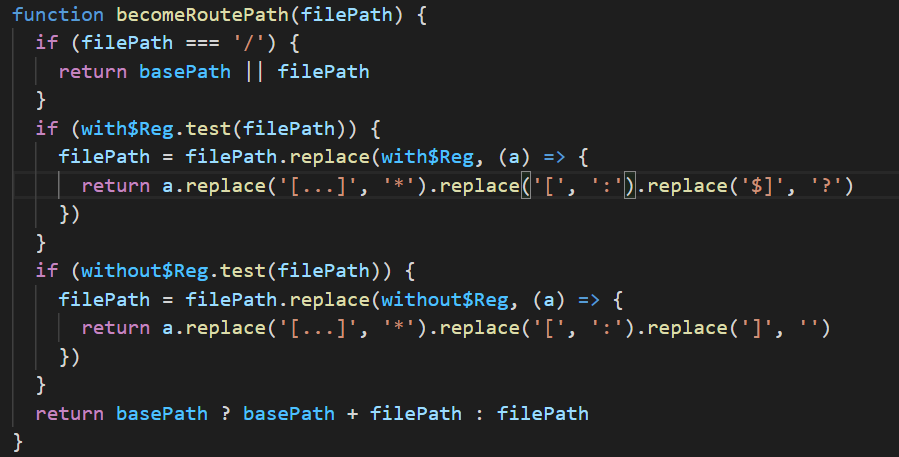 function becomeRoutePath(filePath) {
  if (filePath === '/') {
    return basePath || filePath
  }
  if (with$Reg.test(filePath)) {
    filePath = filePath.replace(with$Reg, (a) => {
      return a.replace('[...]', '*').replace('[', ':').replace('$]', '?')
    })
  }
  if (without$Reg.test(filePath)) {
    filePath = filePath.replace(without$Reg, (a) => {
      return a.replace('[...]', '*').replace('[', ':').replace(']', '')
    })
  }
  return basePath ? basePath + filePath : filePath
}